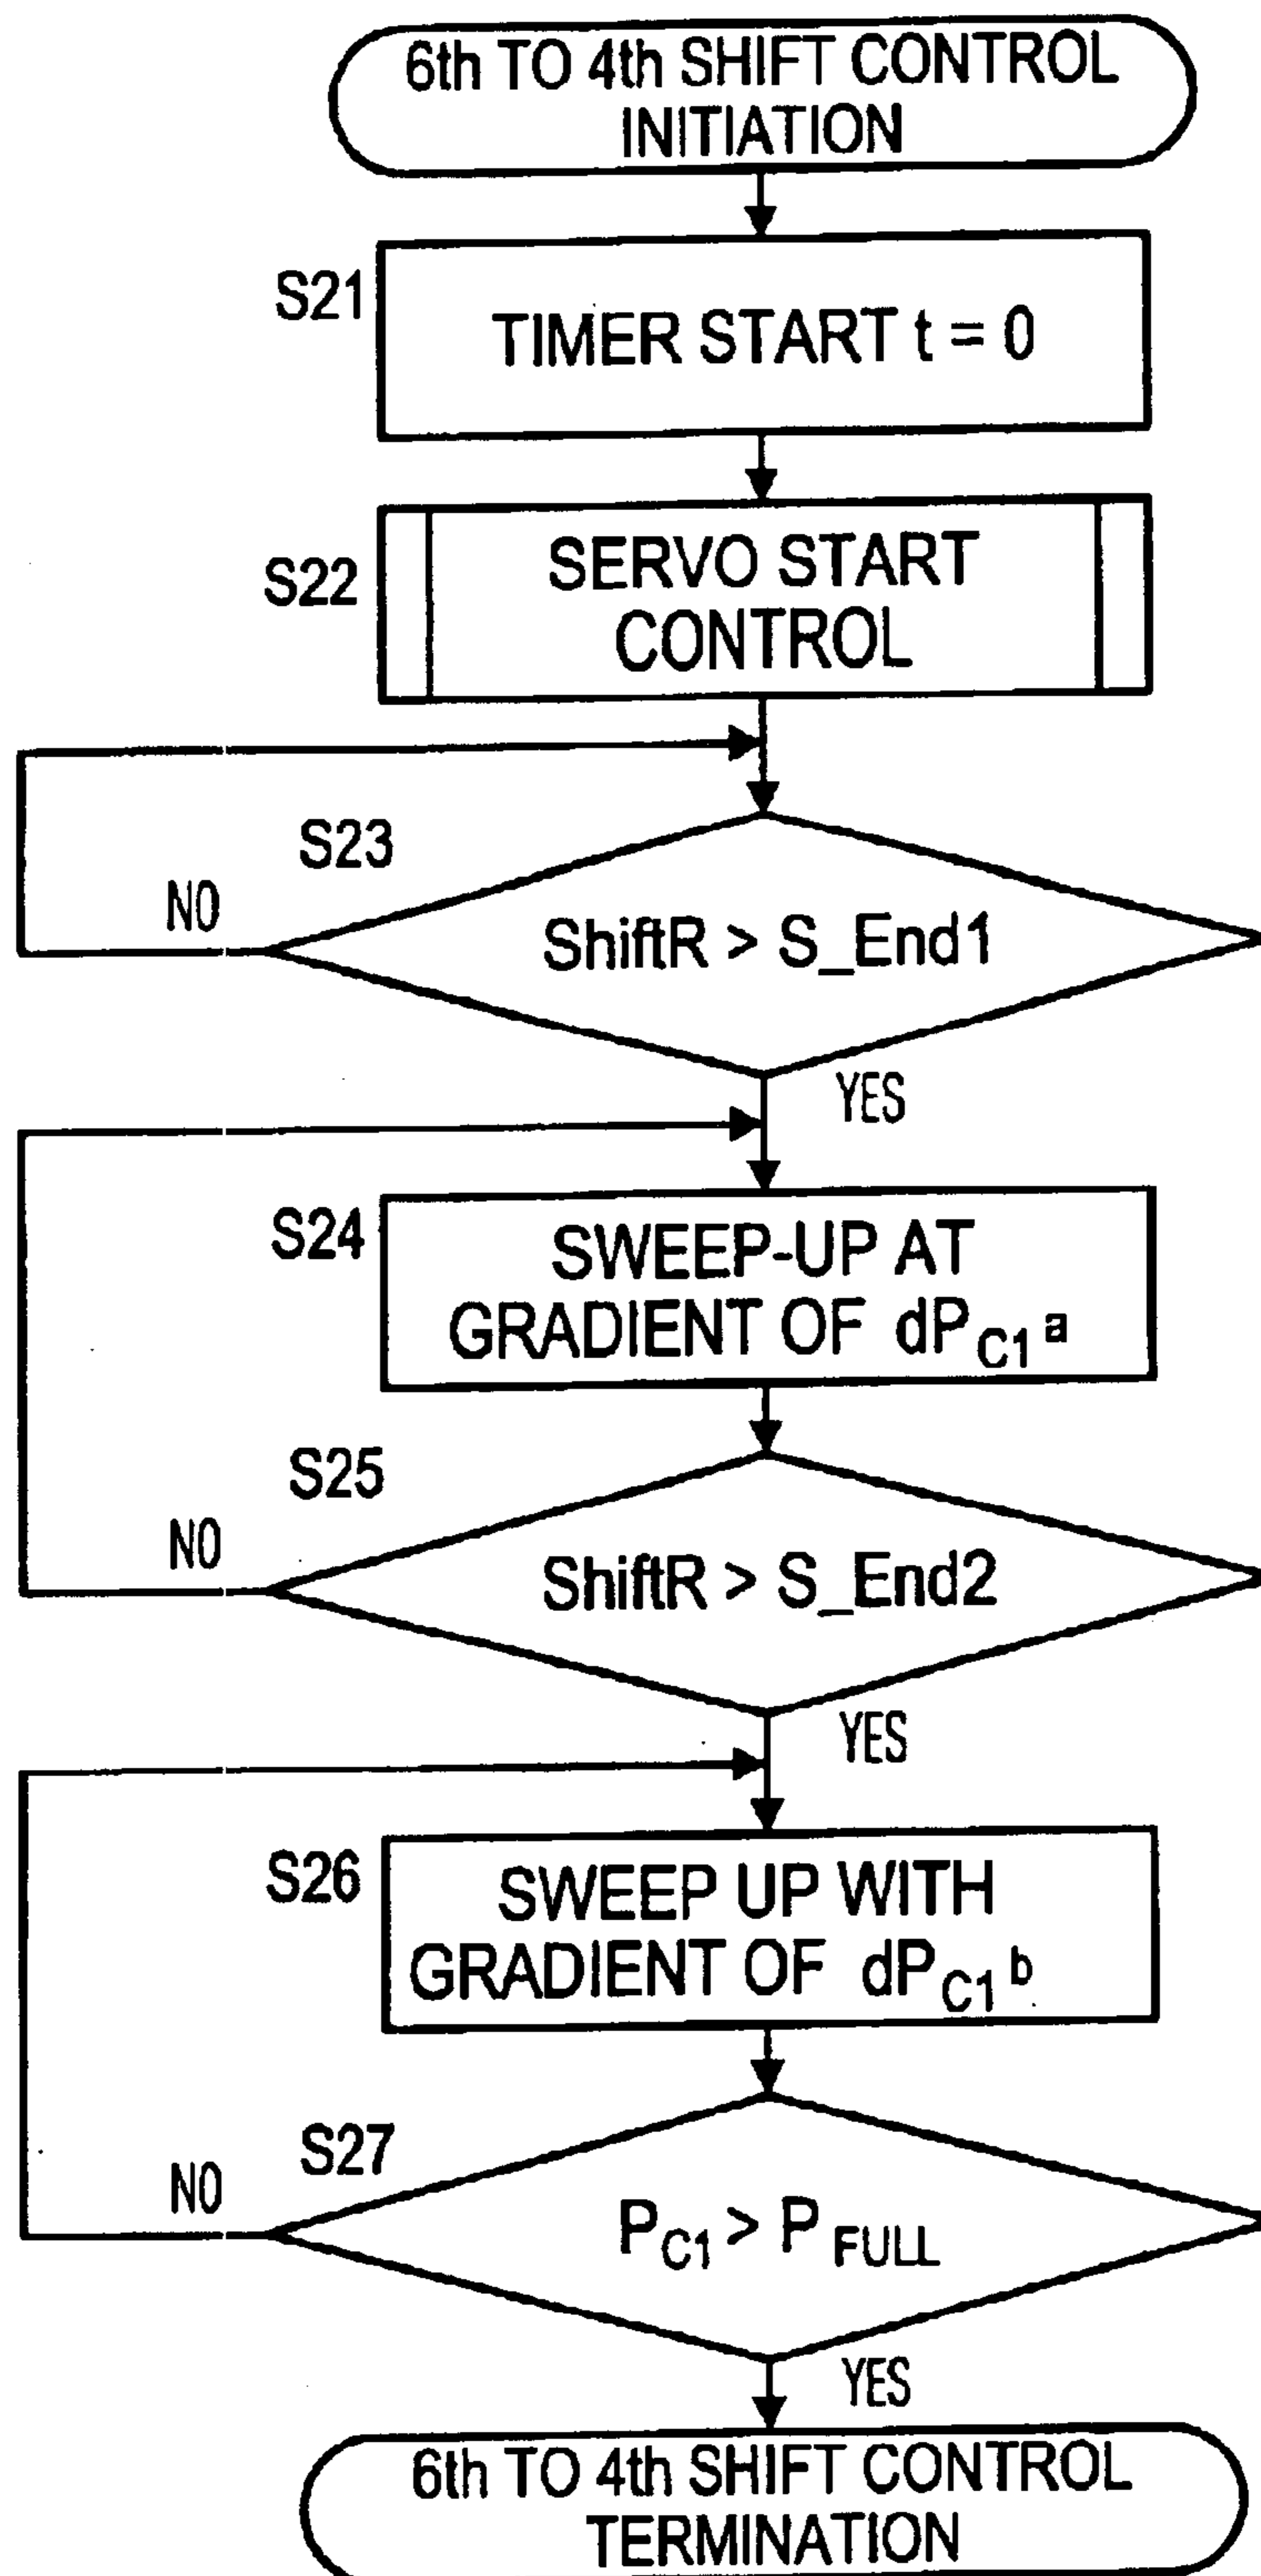 6th TO 4th SHIFT CONTROL
INITIATION
S21
TIMER START t = 0
S22
SERVO START
CONTROL
S23
NO
ShiftR > S_End1
YES
S24
SWEEP-UP AT
GRADIENT OF dPC1a
S25
NO
ShiftR > S_End2
YES
S26
SWEEP UP WITH
GRADIENT OF dPC1b
S27
NO
PC1 > PFULL
YES
6th TO 4th SHIFT CONTROL
TERMINATION